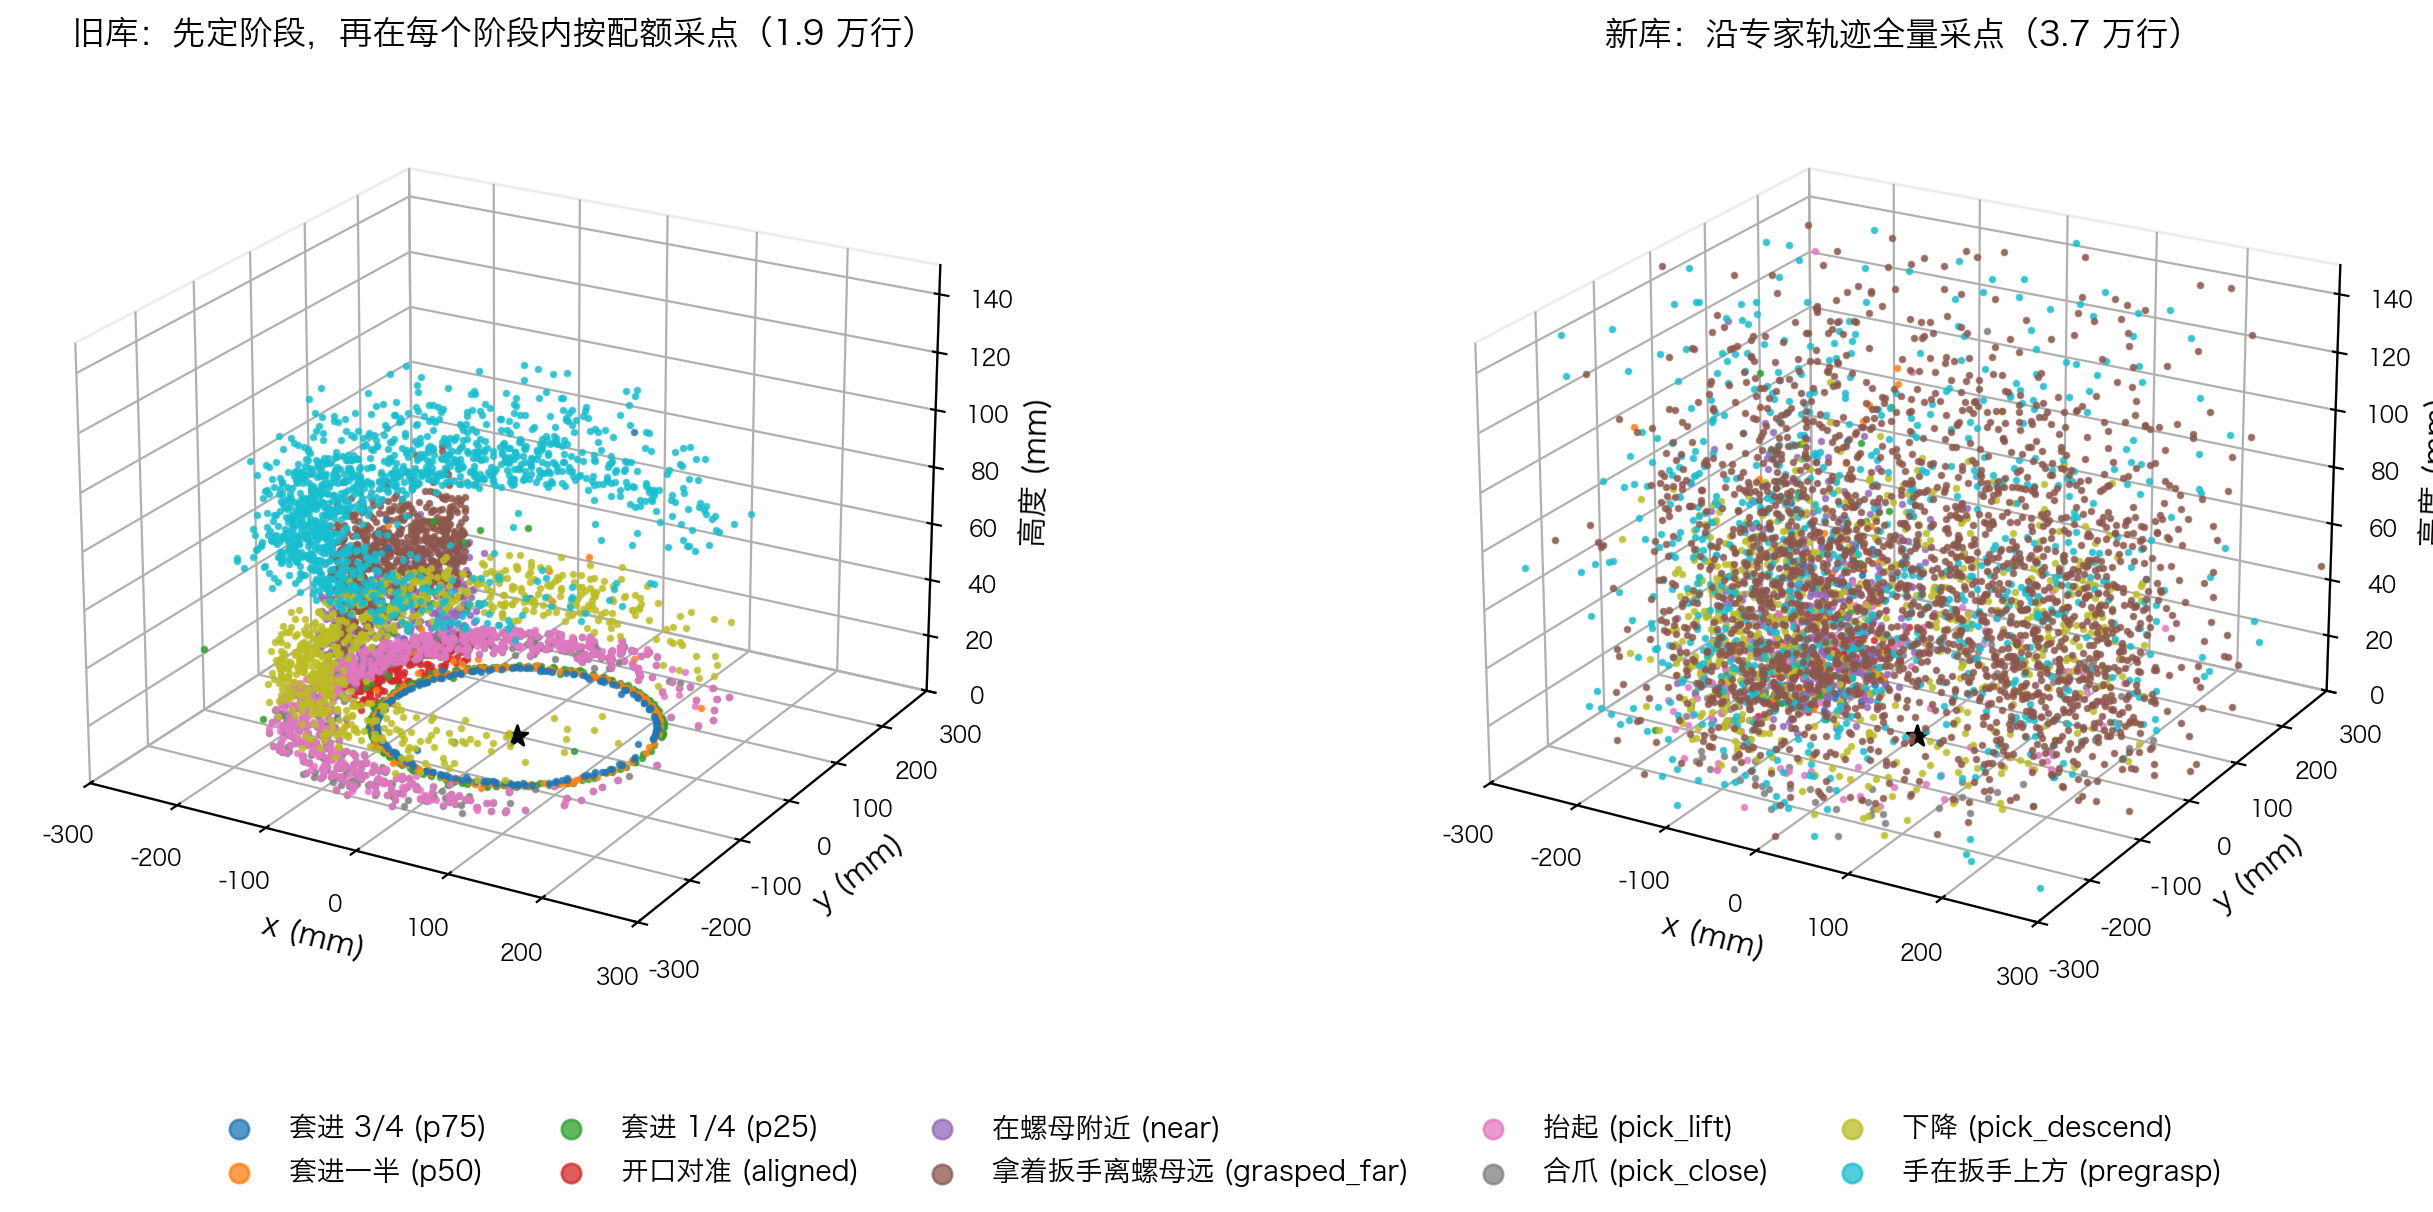 旧库：先定阶段，再在每个阶段内按配额采点（1.9 万行）
新库：沿专家轨迹全量采点（3.7 万行）
140
120
100
80
60
40
20
0
高度 (mm)
300
200
100
0
-100
-200
-300
y (mm)
-300
-200
-100
0
100
200
300
x (mm)
140
120
100
80
60
40
20
0
高度 (mm)
300
200
100
0
-100
-200
-300
y (mm)
-300
-200
-100
0
100
200
300
x (mm)
套进 3/4 (p75)
套进 1/4 (p25)
在螺母附近 (near)
抬起 (pick_lift)
下降 (pick_descend)
套进一半 (p50)
开口对准 (aligned)
拿着扳手离螺母远 (grasped_far)
合爪 (pick_close)
手在扳手上方 (pregrasp)